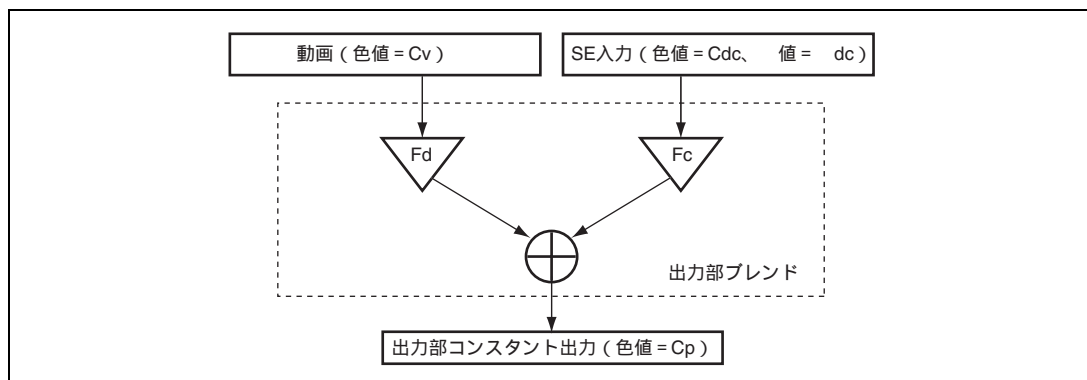 動画（色値＝Cv）
SE入力（色値＝Cdc、　値＝　dc）
Fd
Fc
出力部ブレンド
出力部コンスタント出力（色値＝Cp）